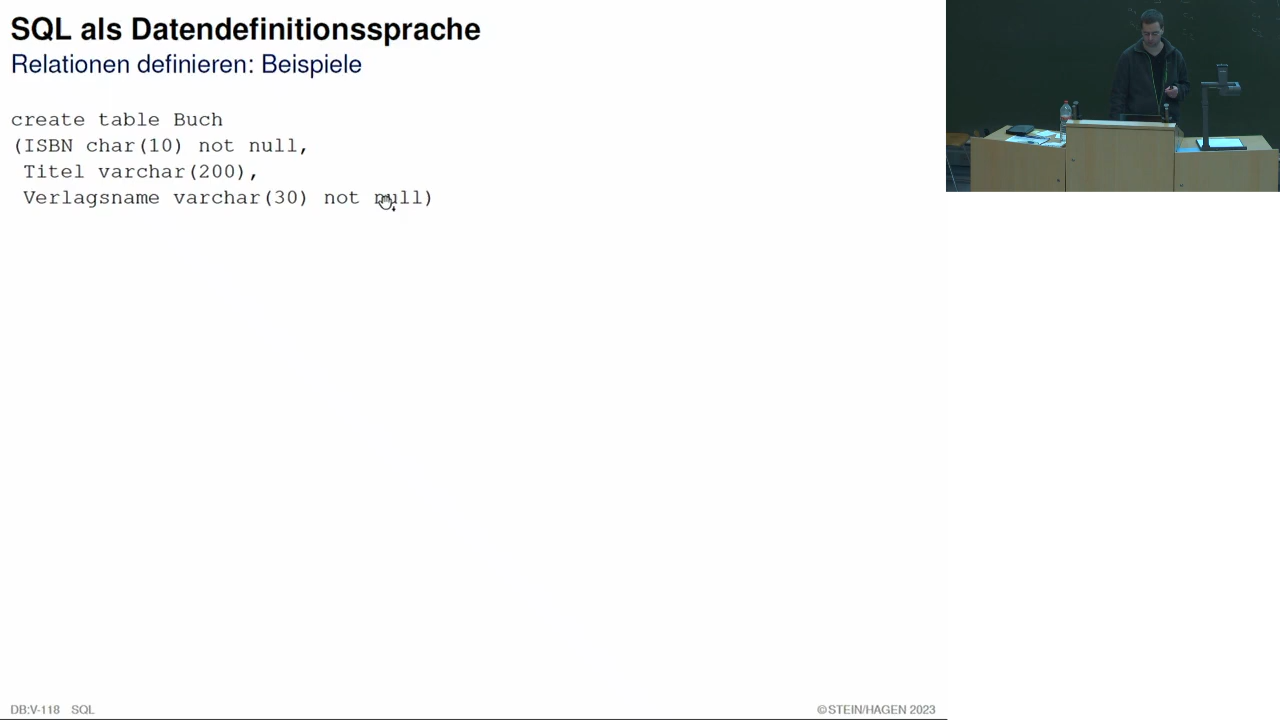 SQL als Datendefinitionssprache
Relationen definieren: Beispiele
create table Buch
(ISBN char(10) not null,
Titel varchar(200),
Verlagsname varchar(30) not null)
DB:V-118 SQL
©STEIN/HAGEN 2023